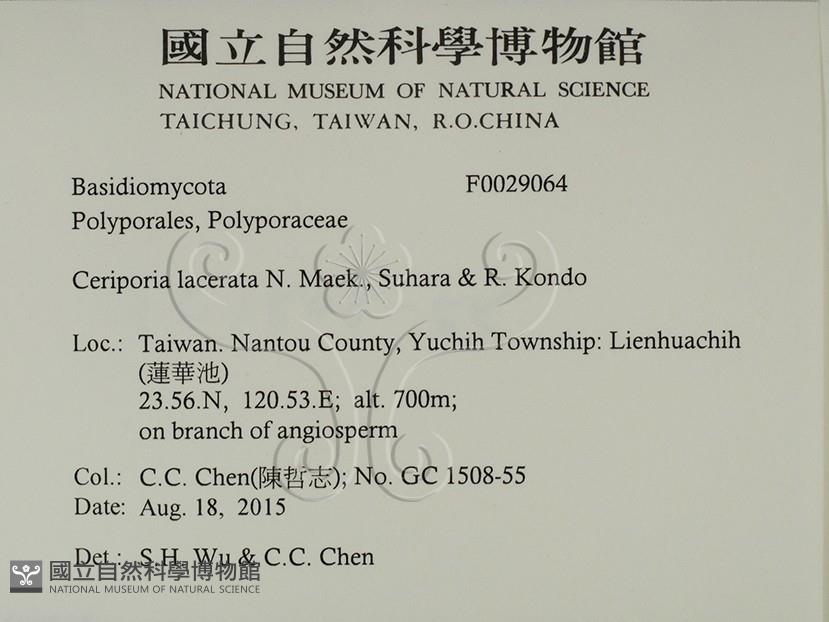 國立自然科學博物館
NATIONAL MUSEUM OF NATURAL SCIENCE
TAICHUNG, TAIWAN, R.O.CHINA
Basidiomycota F0029064
Polyporales, Polyporaceae
Ceriporia lacerata N. Maek., Suhara & R. Kondo
Loc.: Taiwan. Nantou County, Yuchih Township: Lienhuachih
(蓮華池)
23.56.N, 120.53.E; alt. 700m;
on branch of angiosperm
Col.: C.C. Chen(陳哲志); No. GC 1508-55
Date: Aug. 18, 2015
Det.: S.H. Wu & C.C. Chen
國立自然科學博物館
NATIONAL MUSEUM OF NATURAL SCIENCE